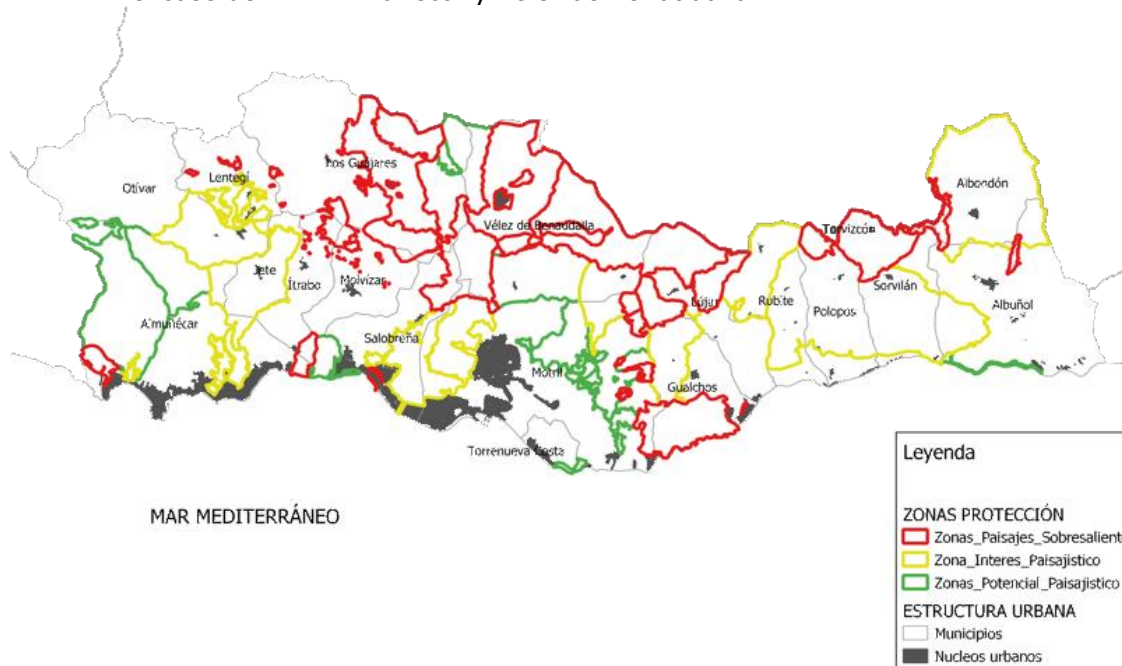 Otívar
Lentegí
Los Guájares
Vélez de Benaudalla
Albondón
Torvizcón
Jete
Ítrabo
Molvízar
Lújar
Rubite
Polopos
Sorvilán
Albuñol
Almuñécar
Salobreña
Motril
Gualchos
Torrenueva Costa
MAR MEDITERRÁNEO
Leyenda
ZONAS PROTECCIÓN
Zonas_Paisajes_Sobresalient
Zona_Interes_Paisajistico
Zonas_Potencial_Paisajistico
ESTRUCTURA URBANA
Municipios
Nucleos urbanos